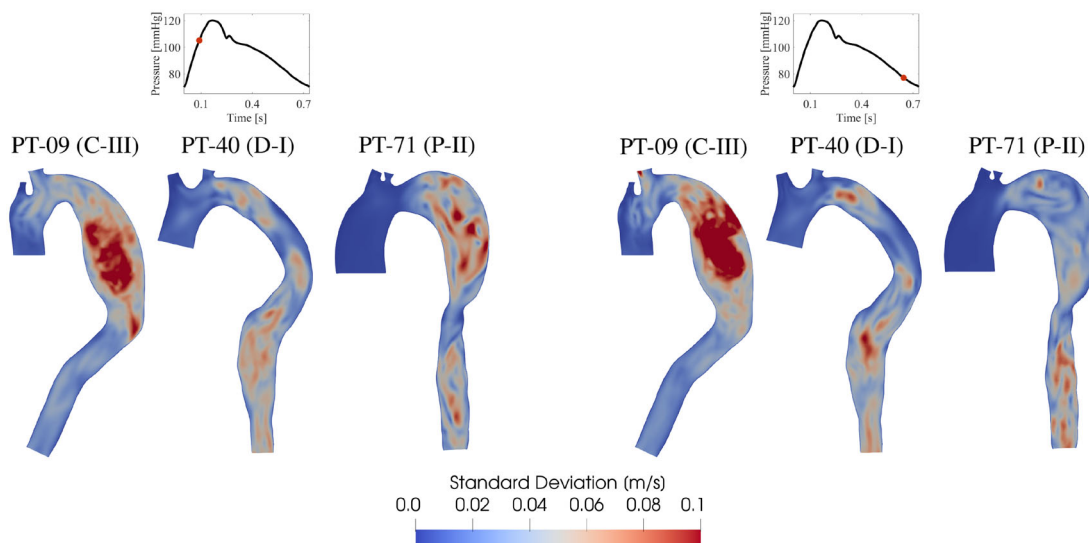 Pressure [mmHg]
120
100
80
0.1
0.4
0.7
Time [s]
Pressure [mmHg]
120
100
80
0.1
0.4
0.7
Time [s]
PT-09 (C-III)
PT-40 (D-I)
PT-71 (P-II)
PT-09 (C-III)
PT-40 (D-I)
PT-71 (P-II)
Standard Deviation [m/s]
0.0 0.02 0.04 0.06 0.08 0.1